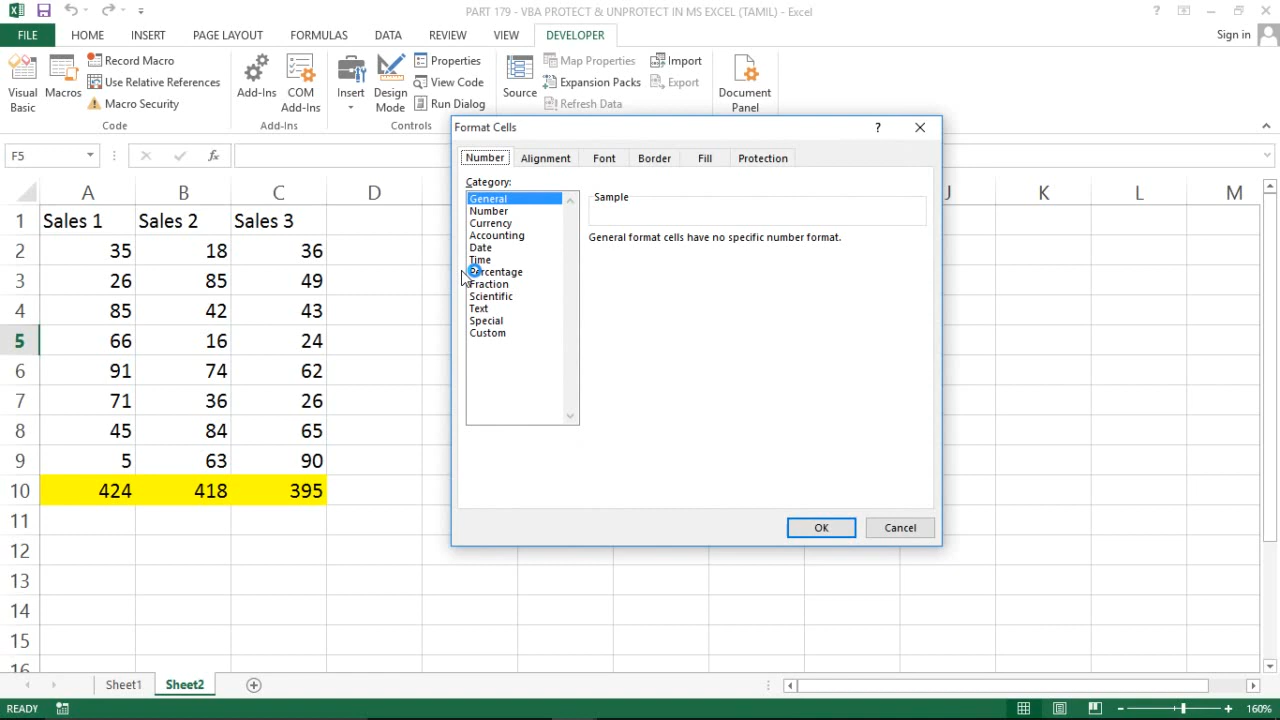 PART 179 - VBA PROTECT & UNPROTECT IN MS EXCEL (TAMIL) - Excel
FILE HOME INSERT PAGE LAYOUT FORMULAS DATA REVIEW VIEW DEVELOPER Sign in
Visual Basic
Macros
Record Macro
Use Relative References
Macro Security
Code
Add-Ins
COM Add-Ins
Add-Ins
Insert
Design Mode
Properties
View Code
Run Dialog
Controls
Source
Map Properties
Expansion Packs
Refresh Data
Import
Export
Document Panel
F5 fx
Format Cells ?
Number Alignment Font Border Fill Protection
Category:
General
Number
Currency
Accounting
Date
Time
Percentage
Fraction
Scientific
Text
Special
Custom
Sample
General format cells have no specific number format.
OK Cancel
A B C D J K L M
1 Sales 1 Sales 2 Sales 3
2 35 18 36
3 26 85 49
4 85 42 43
5 66 16 24
6 91 74 62
7 71 36 26
8 45 84 65
9 5 63 90
10 424 418 395
11
12
13
14
15
16
Sheet1 Sheet2
READY 160%